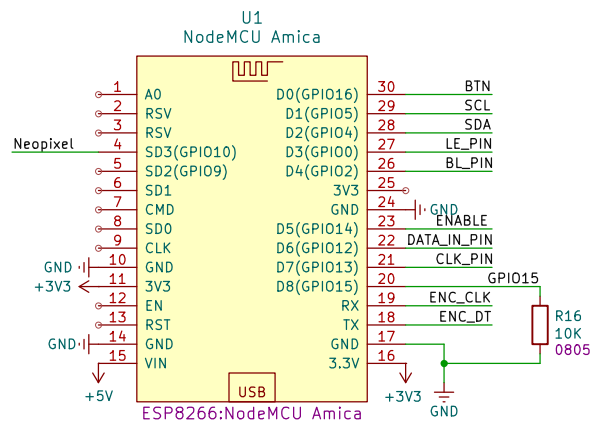 U1
NodeMCU Amica
1 A0 D0(GPIO16) 30 BTN
2 RSV D1(GPIO5) 29 SCL
3 RSV D2(GPIO4) 28 SDA
Neopixel 4 SD3(GPIO10) D3(GPIO0) 27 LE_PIN
5 SD2(GPIO9) D4(GPIO2) 26 BL_PIN
6 SD1 3V3 25
7 CMD GND 24 GND
8 SD0 D5(GPIO14) 23 ENABLE
9 CLK D6(GPIO12) 22 DATA_IN_PIN
GND 10 GND D7(GPIO13) 21 CLK_PIN
+3V3 11 3V3 D8(GPIO15) 20 GPIO15
12 EN RX 19 ENC_CLK
13 RST TX 18 ENC_DT
GND 14 GND GND 17
15 VIN 3.3V 16
R16
10K
0805
+5V USB +3V3
GND
ESP8266:NodeMCU Amica